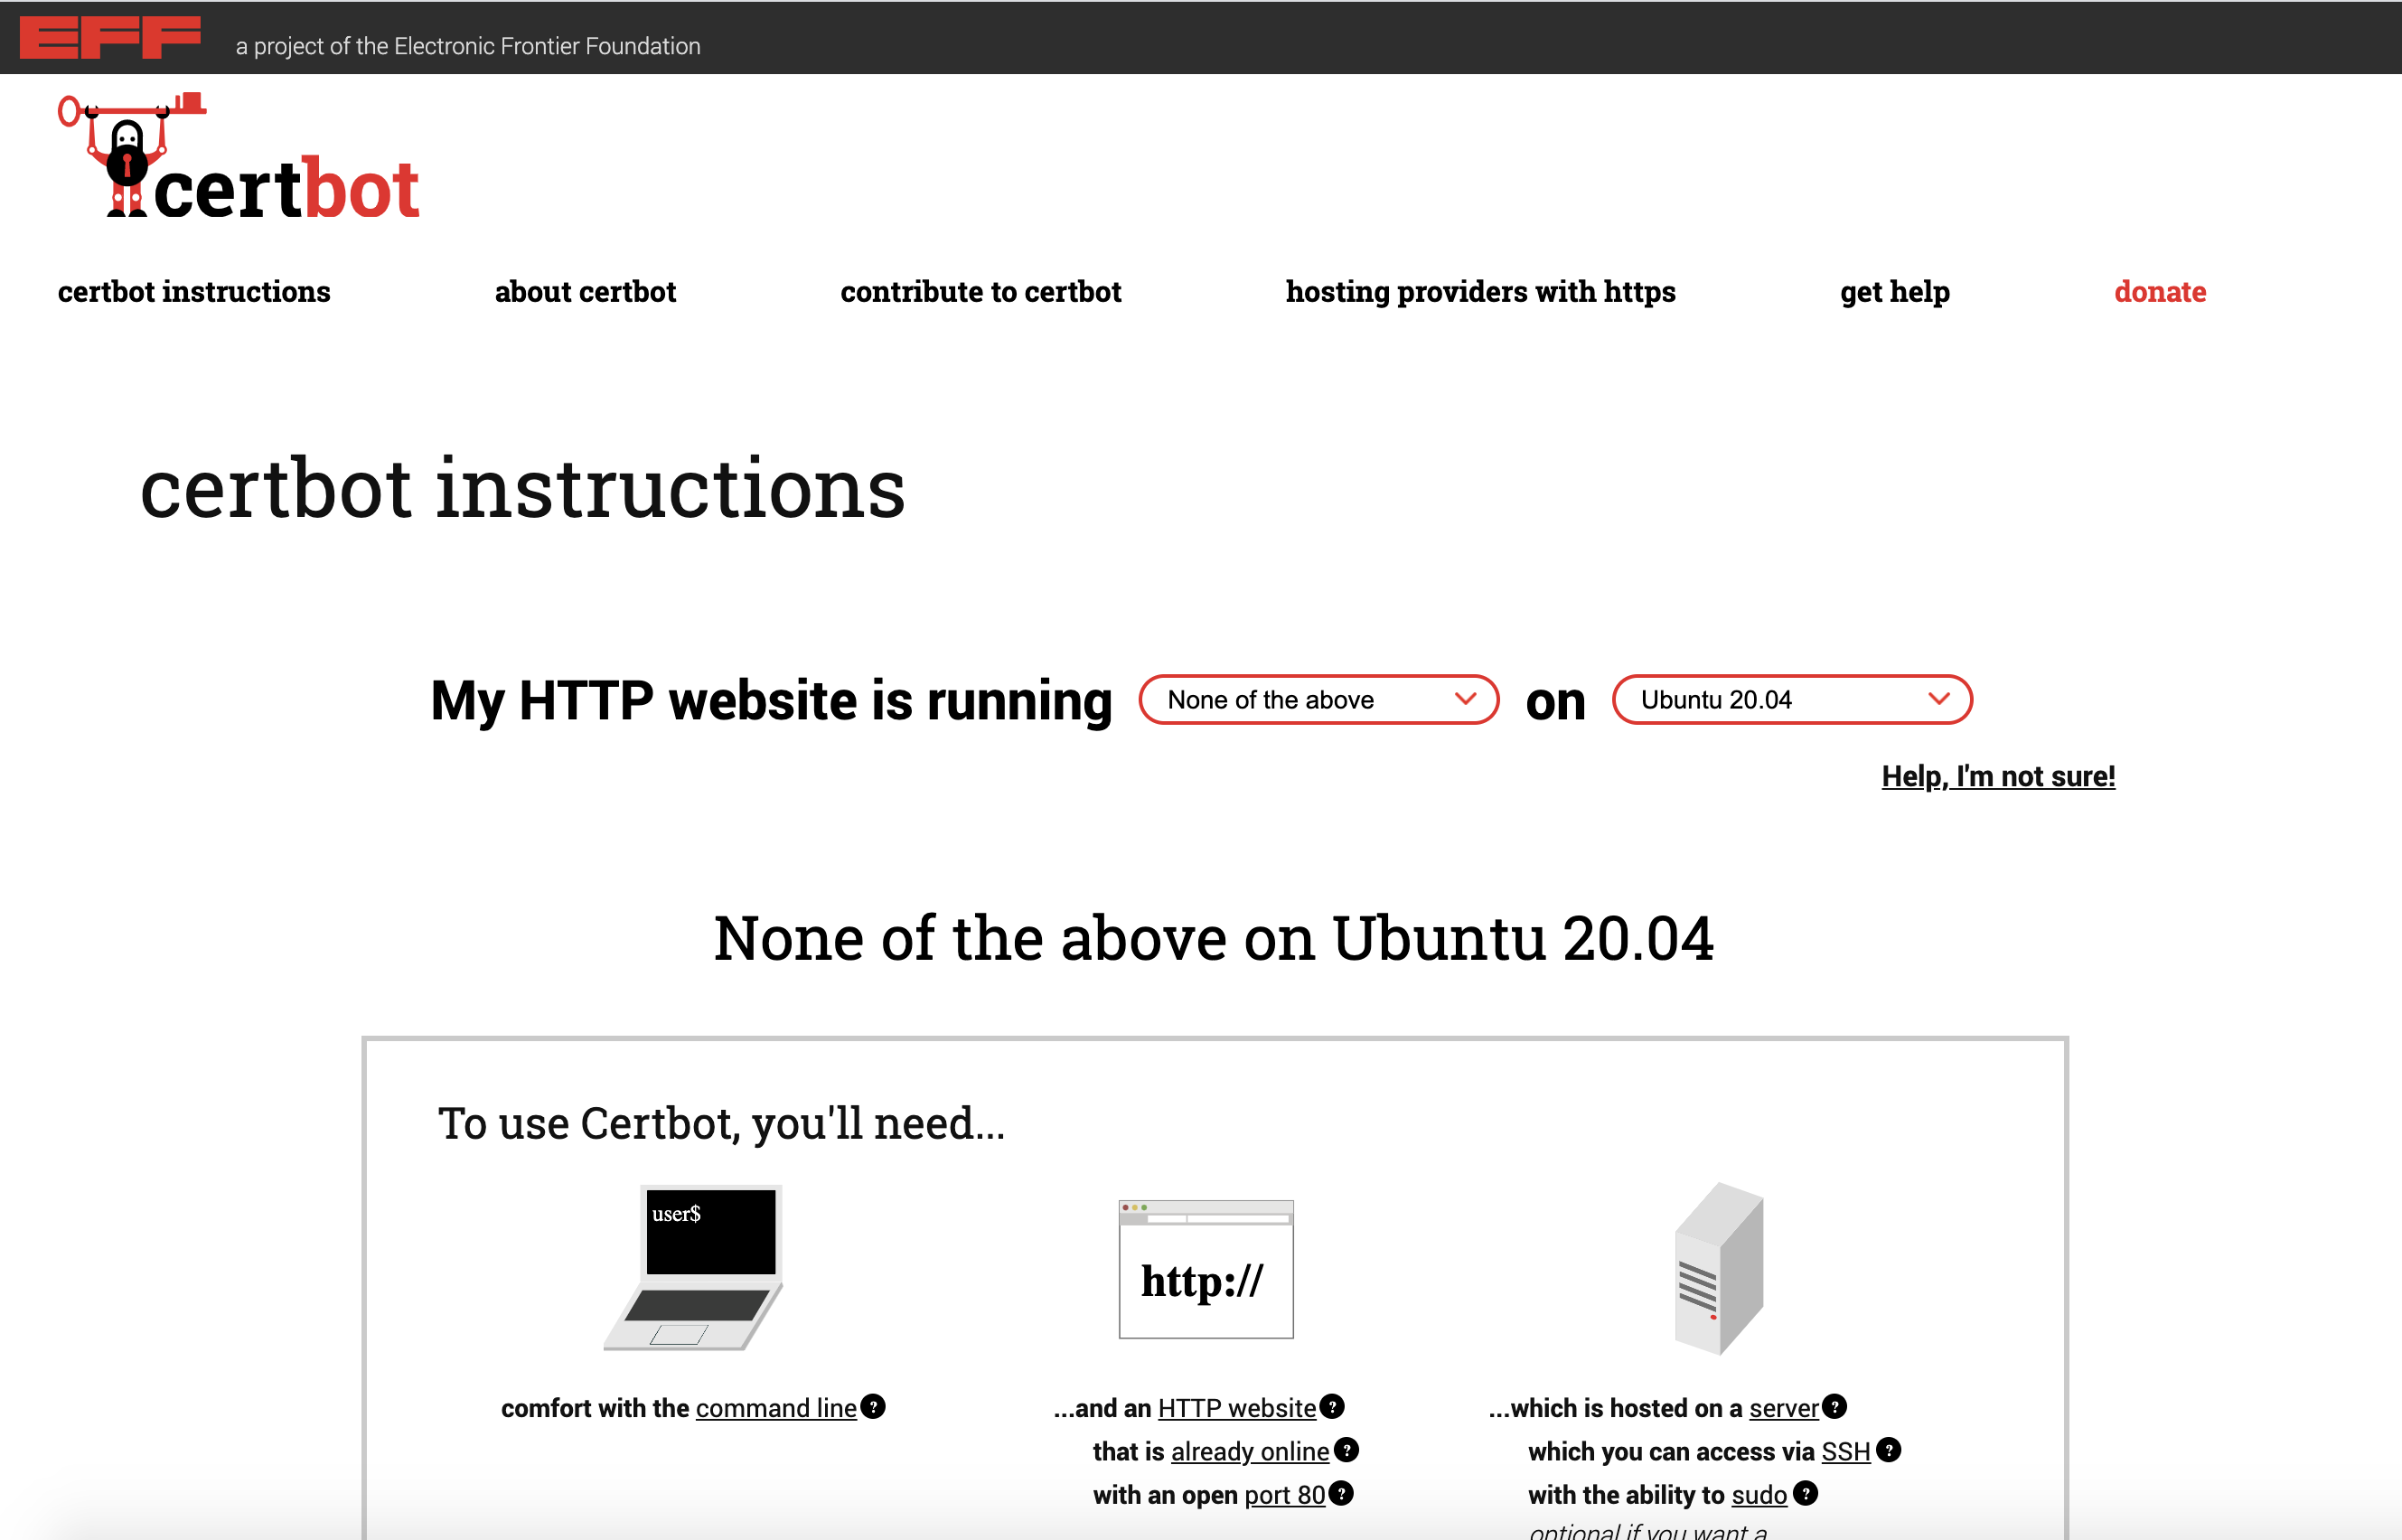 EFF a project of the Electronic Frontier Foundation
certbot
certbot instructions about certbot contribute to certbot hosting providers with https get help donate
certbot instructions
My HTTP website is running None of the above on Ubuntu 20.04
Help, I'm not sure!
None of the above on Ubuntu 20.04
To use Certbot, you'll need...
user$
http://
comfort with the command line ?
...and an HTTP website ?
that is already online ?
with an open port 80 ?
...which is hosted on a server ?
which you can access via SSH ?
with the ability to sudo ?
optional if you want a